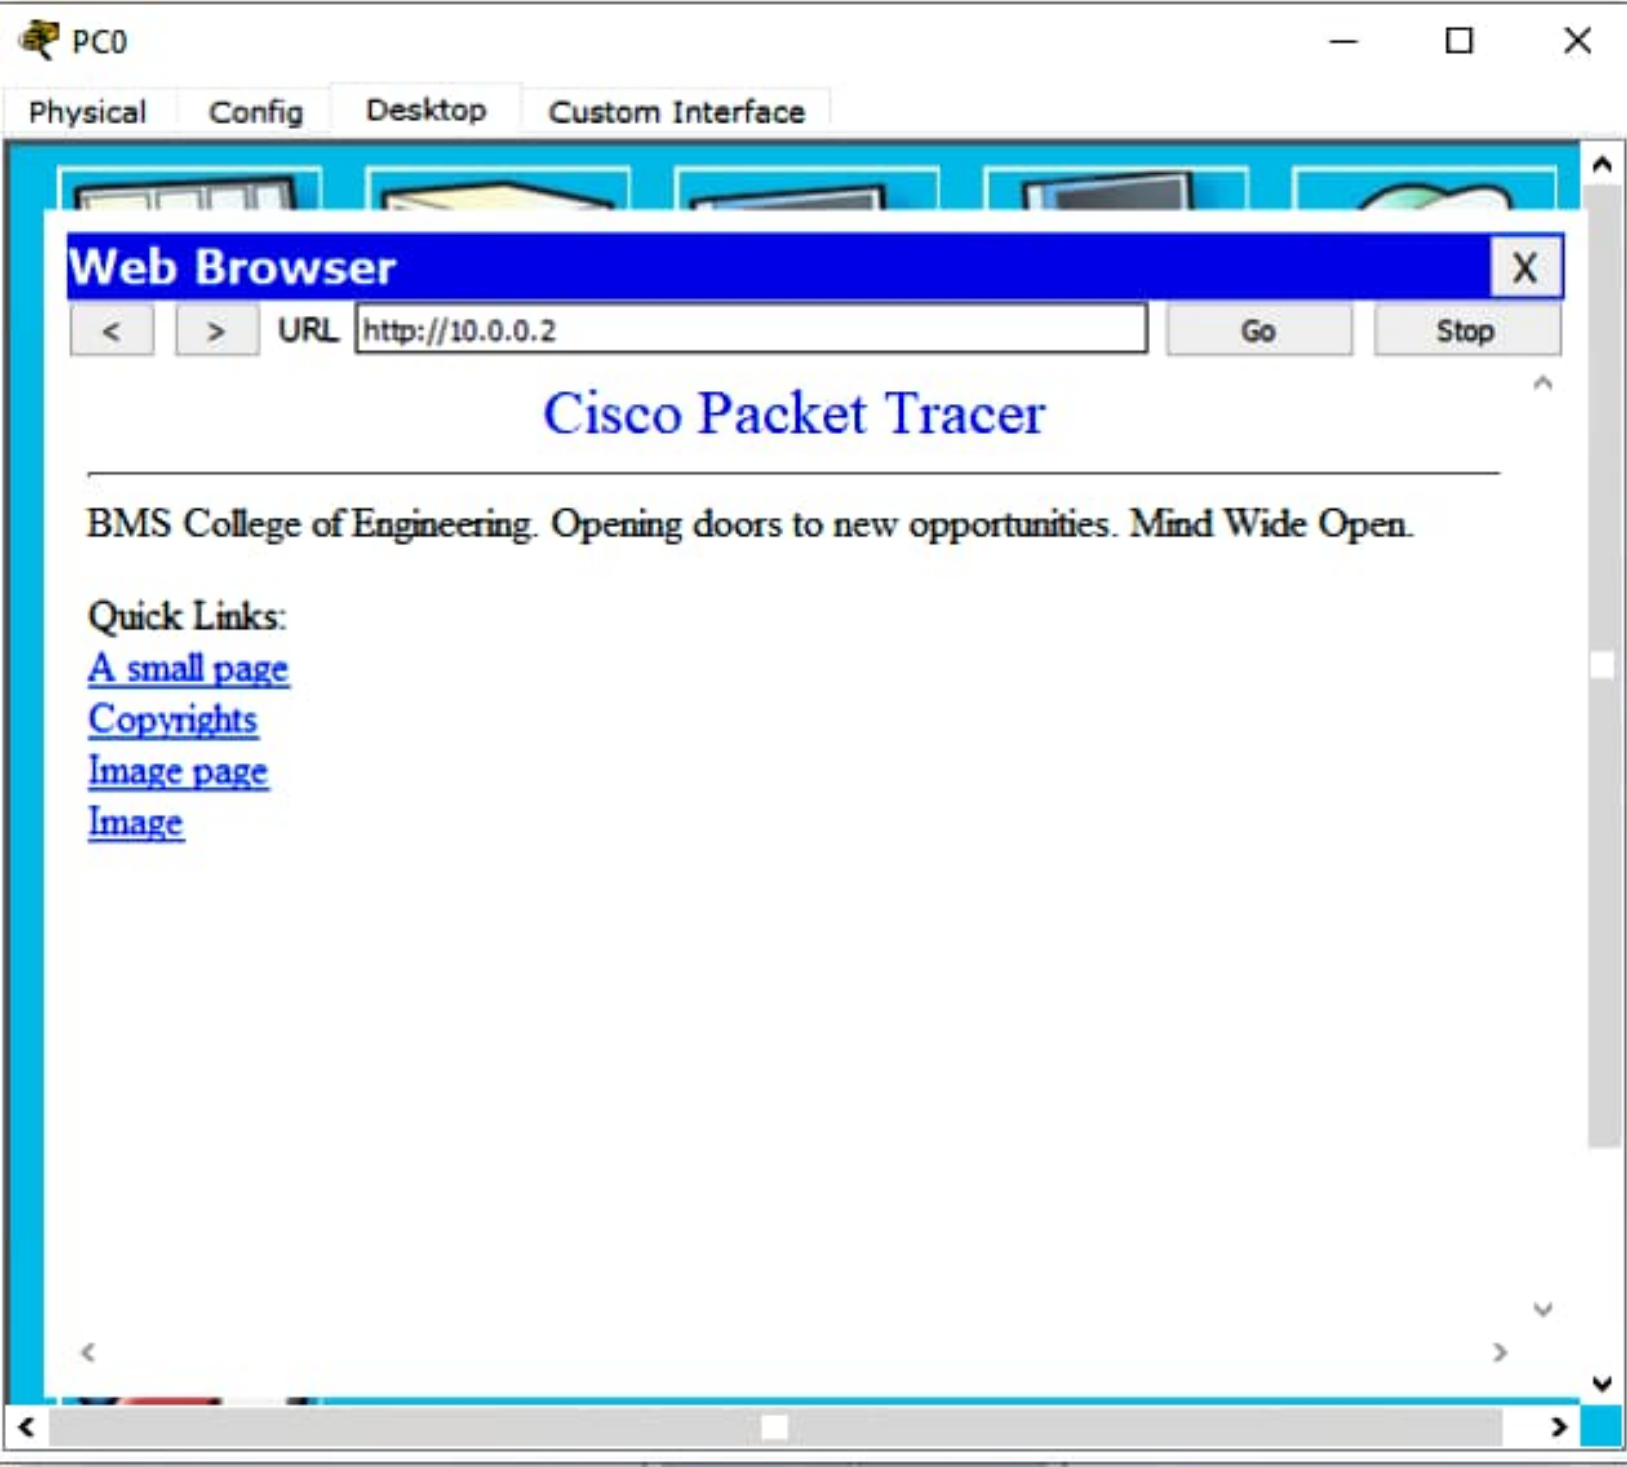 PC0
Physical Config Desktop Custom Interface
Web Browser X
< > URL http://10.0.0.2 Go Stop
Cisco Packet Tracer
BMS College of Engineering. Opening doors to new opportunities. Mind Wide Open.
Quick Links:
A small page
Copyrights
Image page
Image